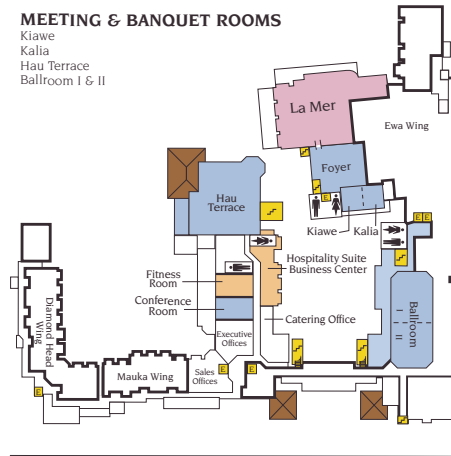 MEETING & BANQUET ROOMS
Kiawe
Kalia
Hau Terrace
Ballroom I & II
La Mer
Ewa Wing
Foyer
E
Hau
Terrace
Kiawe
Kalia
E E
Hospitality Suite
Business Center
Fitness
Room
Conference
Room
Catering Office
Ballroom
I
II
Diamond Head
Wing
Executive
Offices
Mauka Wing
Sales
Offices
E
E
E